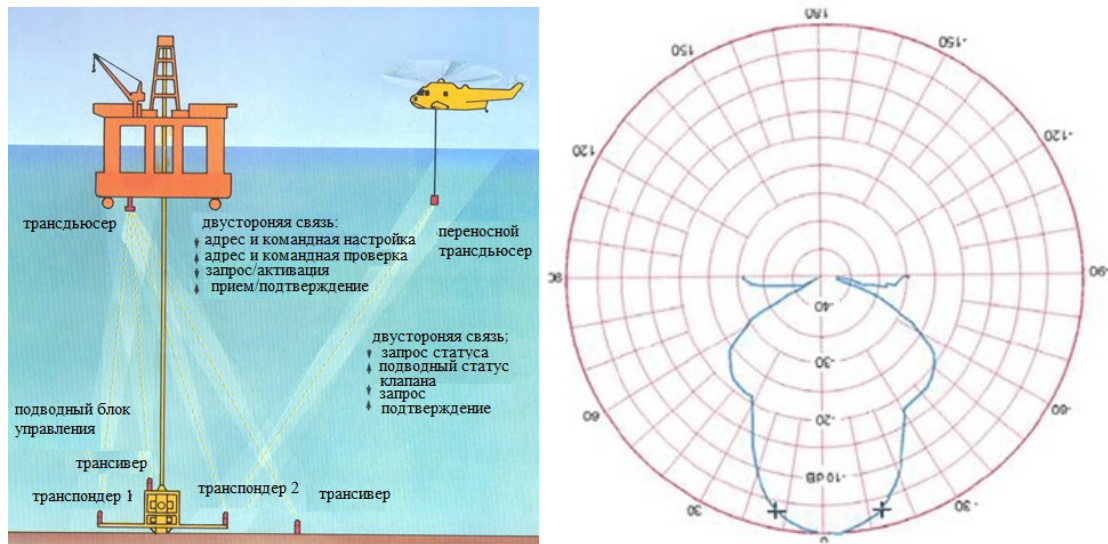 трансдьюсер
двустороняя связь:
адрес и командная настройка
адрес и командная проверка
запрос/активация
прием/подтверждение
переносной
трансдьюсер
двустороняя связь;
запрос статуса
подводный статус
клапана
запрос
подтверждение
подводный блок
управления
трансивер
транспондер 1
транспондер 2
трансивер
180
150
-150
120
-120
90
-90
-40
-30
-20
-10dB
60
-60
30
-30
0